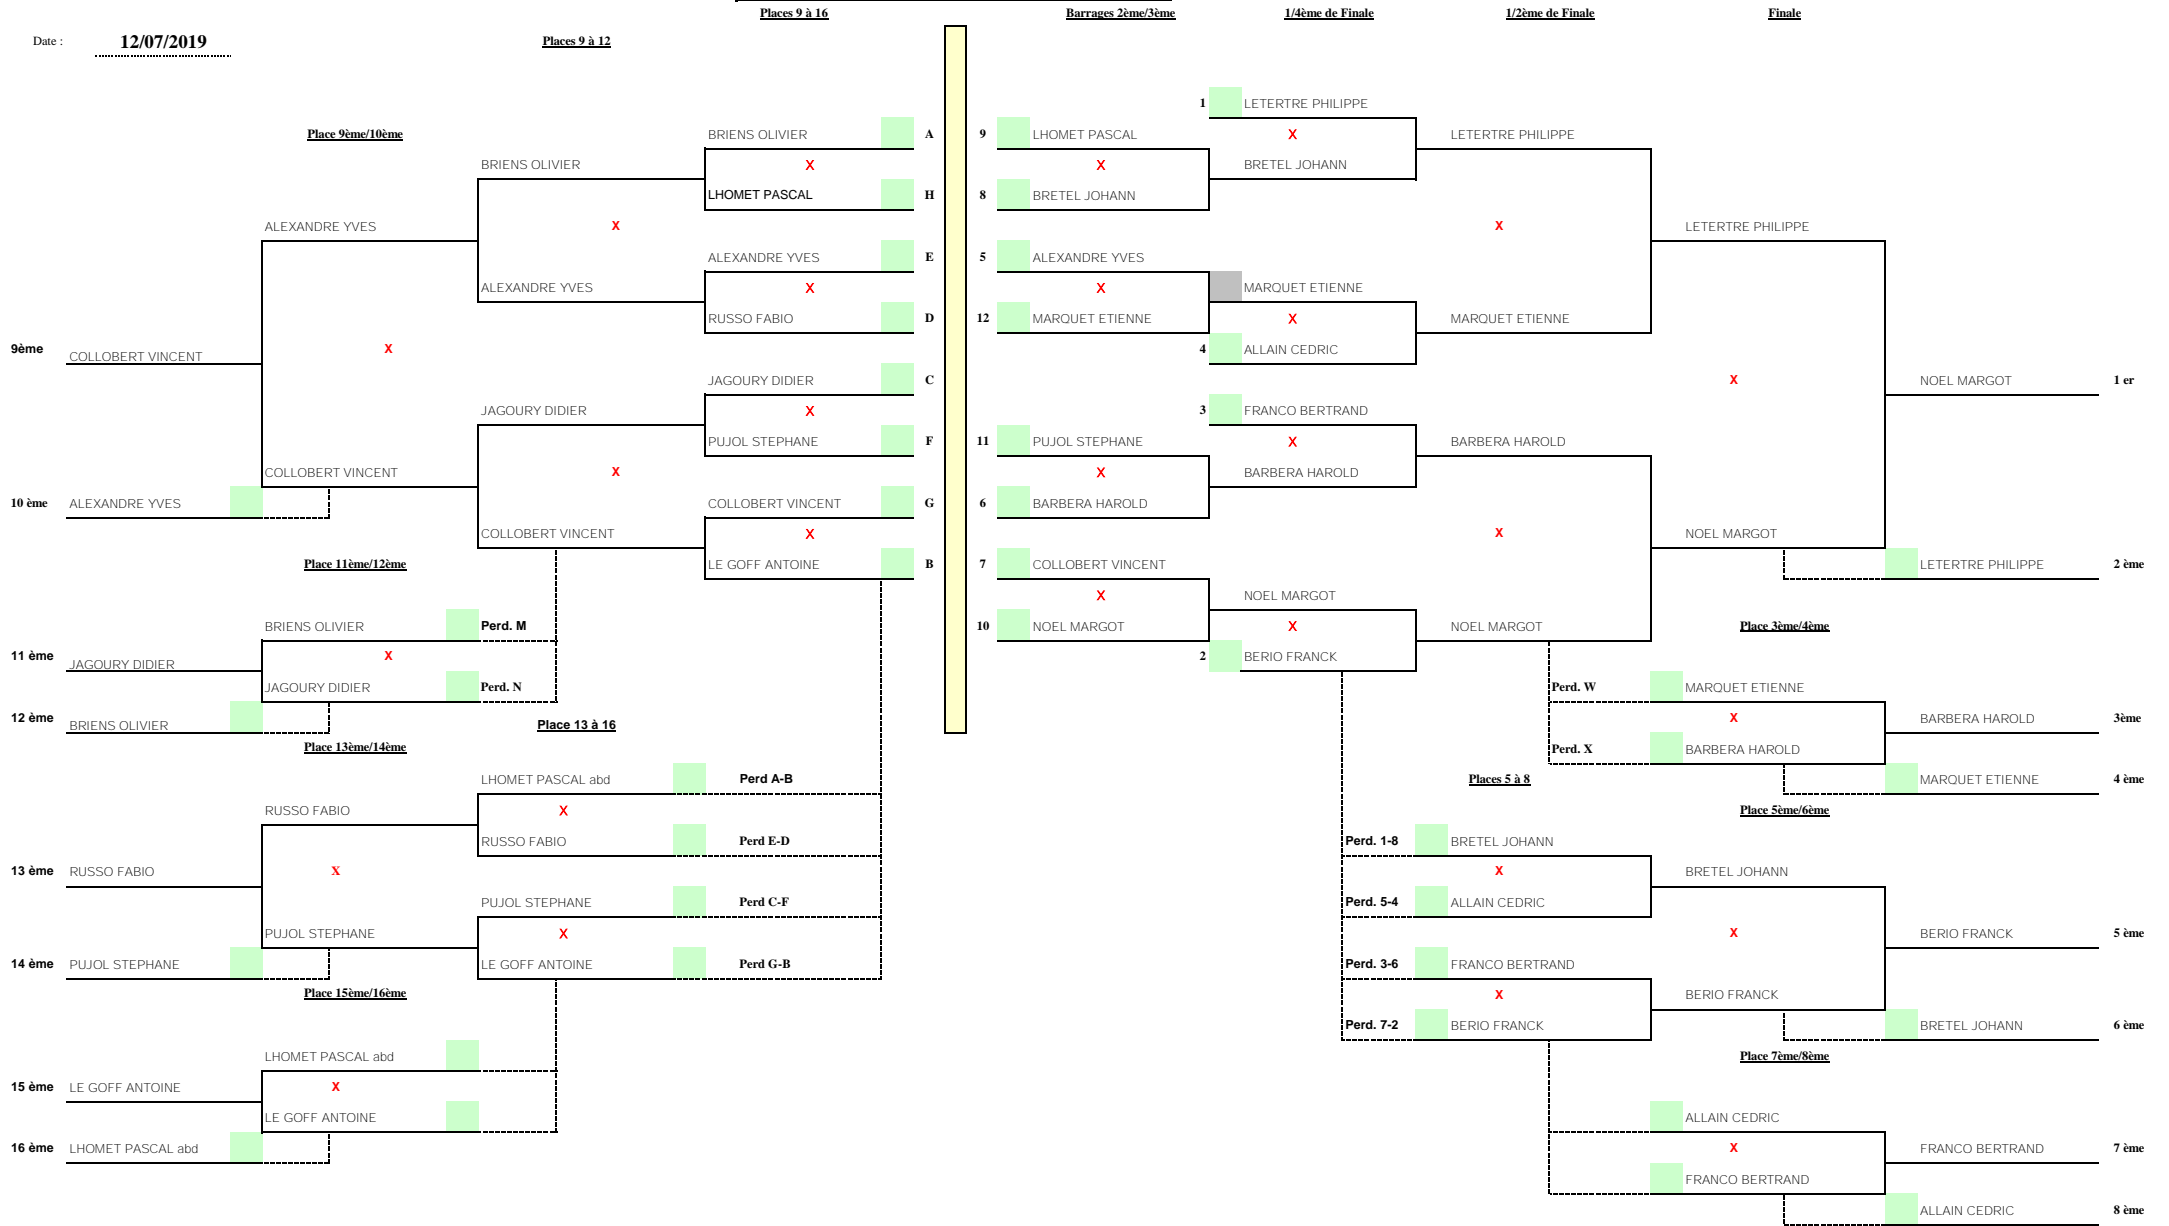 Places 9 à 16
Barrages 2ème/3ème
1/4ème de Finale
1/2ème de Finale
Finale
Date :
12/07/2019
Places 9 à 12
1
LETERTRE PHILIPPE
Place 9ème/10ème
BRIENS OLIVIER
A
9
LHOMET PASCAL
X
LETERTRE PHILIPPE
BRIENS OLIVIER
X
X
BRETEL JOHANN
LHOMET PASCAL
H
8
BRETEL JOHANN
ALEXANDRE YVES
X
X
LETERTRE PHILIPPE
ALEXANDRE YVES
E
5
ALEXANDRE YVES
ALEXANDRE YVES
X
X
MARQUET ETIENNE
RUSSO FABIO
D
12
MARQUET ETIENNE
X
MARQUET ETIENNE
9ème
COLLOBERT VINCENT
X
4
ALLAIN CEDRIC
JAGOURY DIDIER
C
X
NOEL MARGOT
1 er
JAGOURY DIDIER
X
3
FRANCO BERTRAND
PUJOL STEPHANE
F
11
PUJOL STEPHANE
X
BARBERA HAROLD
COLLOBERT VINCENT
X
X
BARBERA HAROLD
10 ème
ALEXANDRE YVES
COLLOBERT VINCENT
G
6
BARBERA HAROLD
COLLOBERT VINCENT
X
X
NOEL MARGOT
Place 11ème/12ème
LE GOFF ANTOINE
B
7
COLLOBERT VINCENT
LETERTRE PHILIPPE
2 ème
X
NOEL MARGOT
BRIENS OLIVIER
Perd. M
10
NOEL MARGOT
X
NOEL MARGOT
Place 3ème/4ème
11 ème
JAGOURY DIDIER
X
2
BERIO FRANCK
JAGOURY DIDIER
Perd. N
Perd. W
MARQUET ETIENNE
12 ème
BRIENS OLIVIER
Place 13 à 16
X
BARBERA HAROLD
3ème
Place 13ème/14ème
Perd. X
BARBERA HAROLD
LHOMET PASCAL abd
Perd A-B
Places 5 à 8
MARQUET ETIENNE
4 ème
RUSSO FABIO
X
Place 5ème/6ème
RUSSO FABIO
Perd E-D
Perd. 1-8
BRETEL JOHANN
13 ème
RUSSO FABIO
X
X
BRETEL JOHANN
PUJOL STEPHANE
Perd C-F
Perd. 5-4
ALLAIN CEDRIC
PUJOL STEPHANE
X
X
BERIO FRANCK
5 ème
14 ème
PUJOL STEPHANE
LE GOFF ANTOINE
Perd G-B
Perd. 3-6
FRANCO BERTRAND
Place 15ème/16ème
X
BERIO FRANCK
Perd. 7-2
BERIO FRANCK
BRETEL JOHANN
6 ème
LHOMET PASCAL abd
Place 7ème/8ème
15 ème
LE GOFF ANTOINE
X
LE GOFF ANTOINE
ALLAIN CEDRIC
16 ème
LHOMET PASCAL abd
X
FRANCO BERTRAND
7 ème
FRANCO BERTRAND
ALLAIN CEDRIC
8 ème